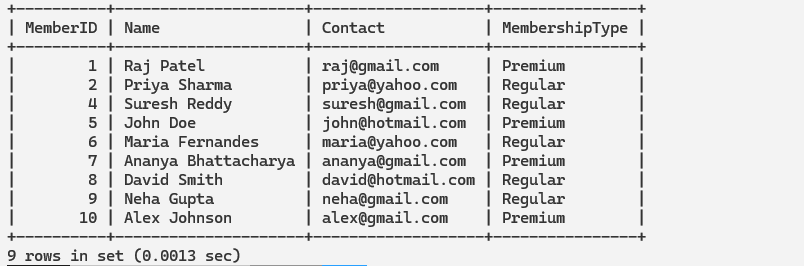 +----------+--------------------+-------------------+----------------+
| MemberID | Name               | Contact           | MembershipType |
+----------+--------------------+-------------------+----------------+
|        1 | Raj Patel          | raj@gmail.com     | Premium        |
|        2 | Priya Sharma       | priya@yahoo.com   | Regular        |
|        4 | Suresh Reddy       | suresh@gmail.com  | Regular        |
|        5 | John Doe           | john@hotmail.com  | Premium        |
|        6 | Maria Fernandes    | maria@yahoo.com   | Regular        |
|        7 | Ananya Bhattacharya | ananya@gmail.com  | Premium        |
|        8 | David Smith        | david@hotmail.com | Regular        |
|        9 | Neha Gupta         | neha@gmail.com    | Regular        |
|       10 | Alex Johnson       | alex@gmail.com    | Premium        |
+----------+--------------------+-------------------+----------------+
9 rows in set (0.0013 sec)